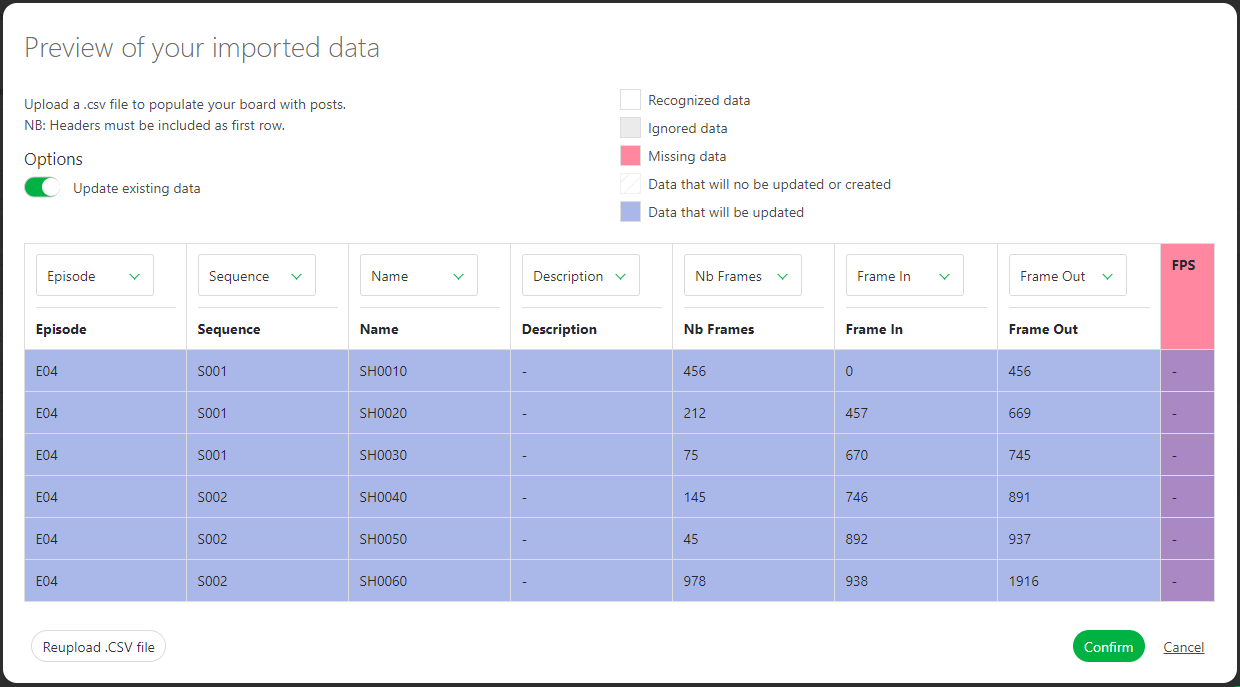 Preview of your imported data
Upload a .csv file to populate your board with posts.
NB: Headers must be included as first row.
Options
Update existing data
Recognized data
Ignored data
Missing data
Data that will no be updated or created
Data that will be updated
Episode Sequence Name Description Nb Frames Frame In Frame Out FPS
Episode Sequence Name Description Nb Frames Frame In Frame Out
E04 S001 SH0010 - 456 0 456 -
E04 S001 SH0020 - 212 457 669 -
E04 S001 SH0030 - 75 670 745 -
E04 S002 SH0040 - 145 746 891 -
E04 S002 SH0050 - 45 892 937 -
E04 S002 SH0060 - 978 938 1916 -
Reupload .CSV file Confirm Cancel